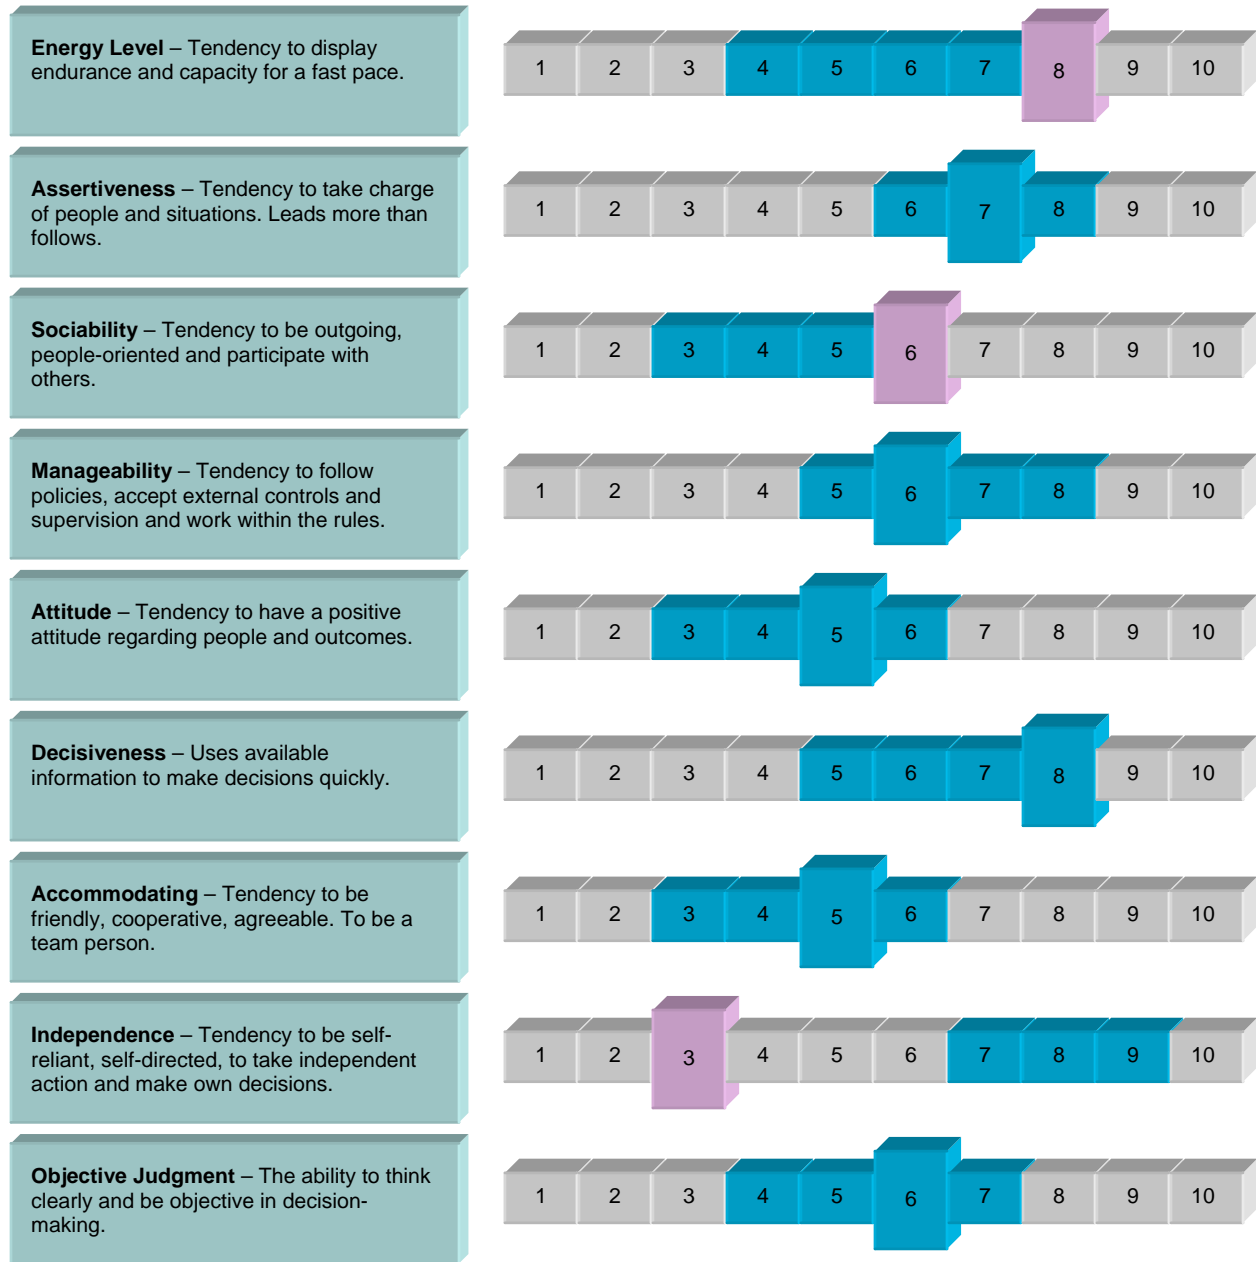 Energy Level – Tendency to display
endurance and capacity for a fast pace.
1 2 3 4 5 6 7 8 9 10
Assertiveness – Tendency to take charge
of people and situations. Leads more than
follows.
1 2 3 4 5 6 7 8 9 10
Sociability – Tendency to be outgoing,
people-oriented and participate with
others.
1 2 3 4 5 6 7 8 9 10
Manageability – Tendency to follow
policies, accept external controls and
supervision and work within the rules.
1 2 3 4 5 6 7 8 9 10
Attitude – Tendency to have a positive
attitude regarding people and outcomes.
1 2 3 4 5 6 7 8 9 10
Decisiveness – Uses available
information to make decisions quickly.
1 2 3 4 5 6 7 8 9 10
Accommodating – Tendency to be
friendly, cooperative, agreeable. To be a
team person.
1 2 3 4 5 6 7 8 9 10
Independence – Tendency to be self-
reliant, self-directed, to take independent
action and make own decisions.
1 2 3 4 5 6 7 8 9 10
Objective Judgment – The ability to think
clearly and be objective in decision-
making.
1 2 3 4 5 6 7 8 9 10